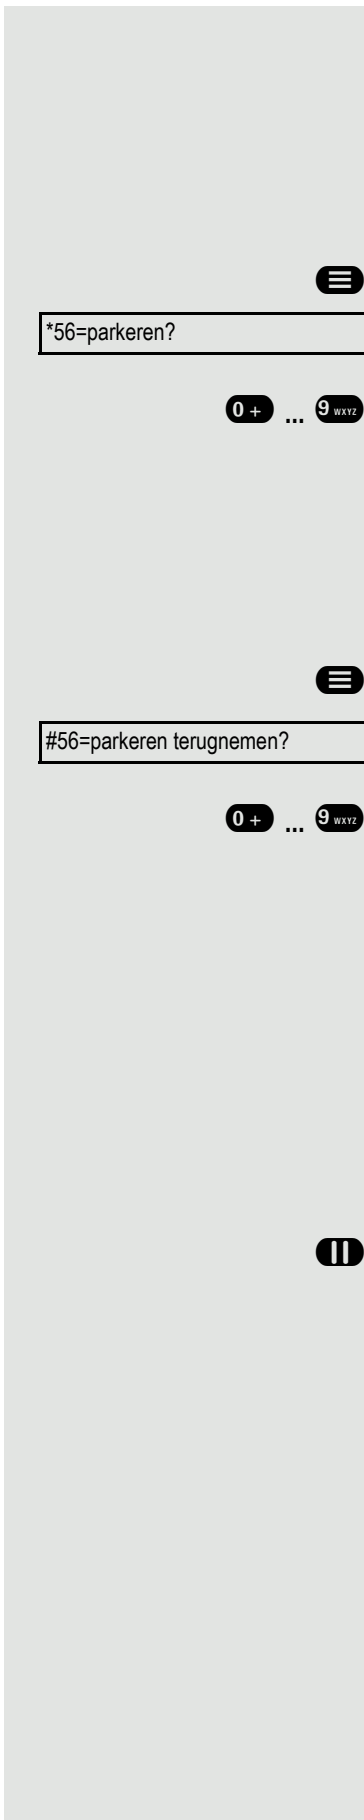 *56=parkeren?
0 + ... 9 WXYZ
#56=parkeren terugnemen?
0 + ... 9 WXYZ